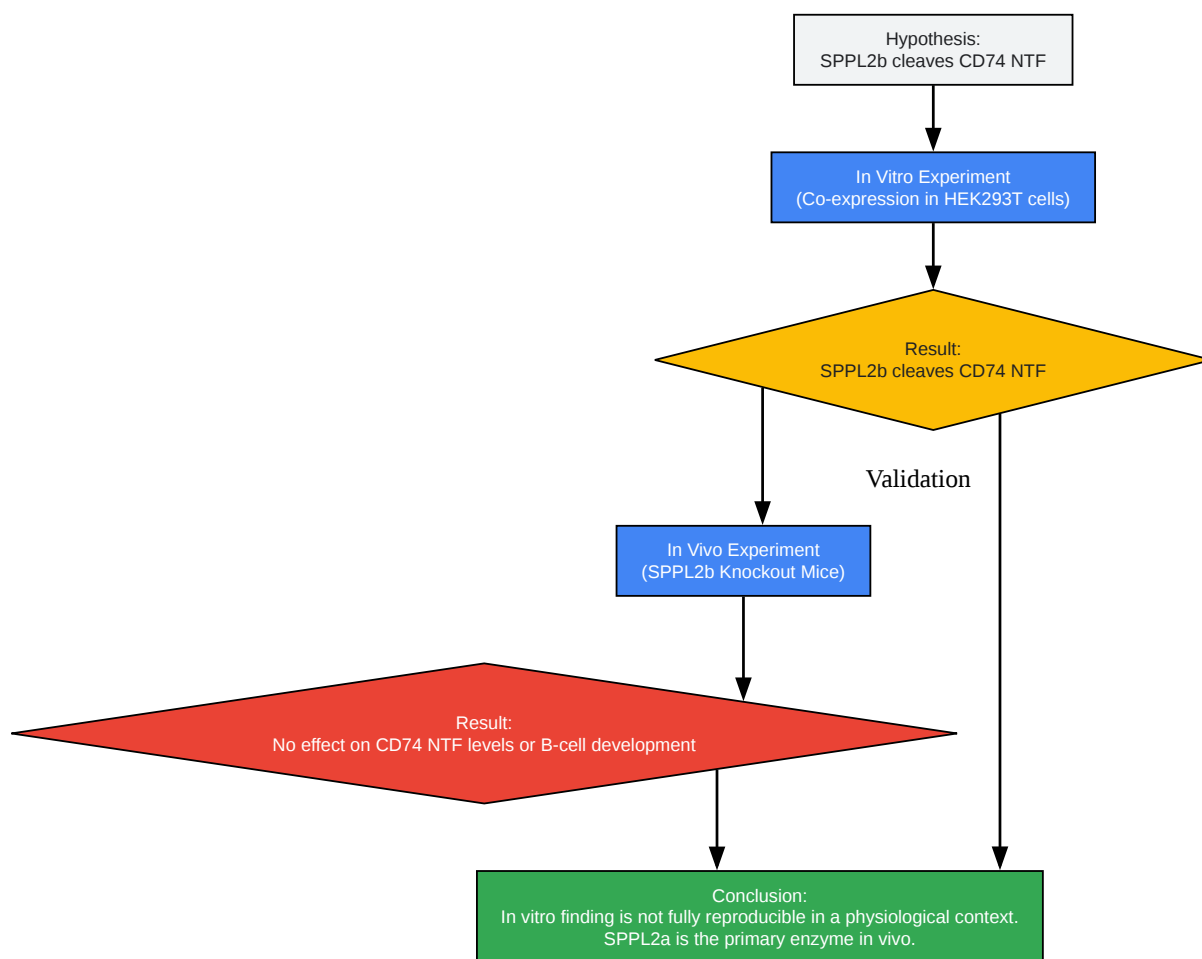 Hypothesis:
SPPL2b cleaves CD74 NTF
In Vitro Experiment
(Co-expression in HEK293T cells)
Result:
SPPL2b cleaves CD74 NTF
Validation
In Vivo Experiment
(SPPL2b Knockout Mice)
Result:
No effect on CD74 NTF levels or B-cell development
Conclusion:
In vitro finding is not fully reproducible in a physiological context.
SPPL2a is the primary enzyme in vivo.